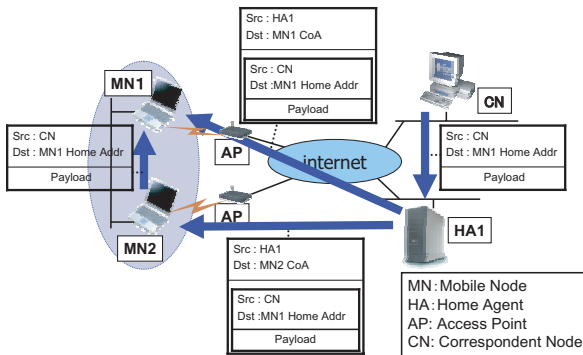 Src : HA1
Dst : MN1 CoA
Src : CN
Dst :MN1 Home Addr
Payload
MN1
CN
AP
Src : CN
Dst : MN1 Home Addr
Payload
internet
Src : CN
Dst : MN1 Home Addr
Payload
AP
MN2
HA1
Src : HA1
Dst : MN2 CoA
Src : CN
Dst :MN1 Home Addr
Payload
MN:Mobile Node
HA:Home Agent
AP: Access Point
CN: Correspondent Node